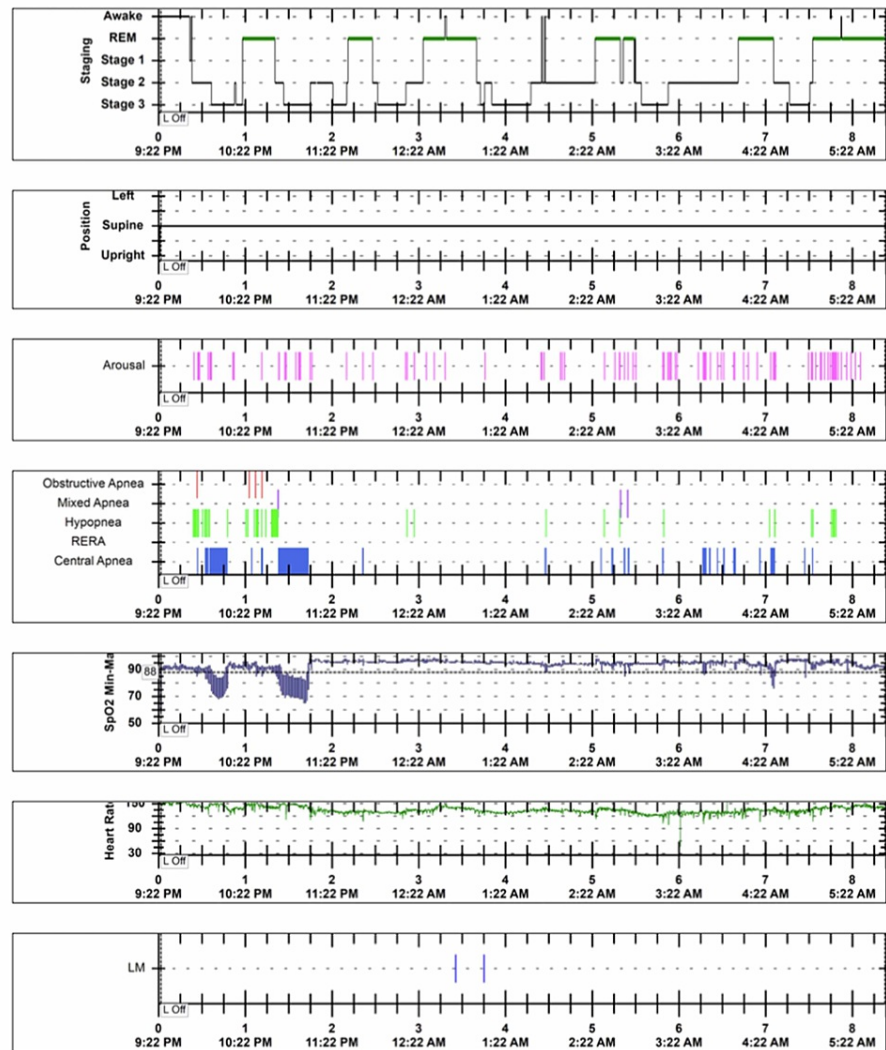 Staging
Awake
REM
Stage 1
Stage 2
Stage 3
L Off
0 1 2 3 4 5 6 7 8
9:22 PM 10:22 PM 11:22 PM 12:22 AM 1:22 AM 2:22 AM 3:22 AM 4:22 AM 5:22 AM
Position
Left
Supine
Upright
L Off
0 1 2 3 4 5 6 7 8
9:22 PM 10:22 PM 11:22 PM 12:22 AM 1:22 AM 2:22 AM 3:22 AM 4:22 AM 5:22 AM
Arousal
L Off
0 1 2 3 4 5 6 7 8
9:22 PM 10:22 PM 11:22 PM 12:22 AM 1:22 AM 2:22 AM 3:22 AM 4:22 AM 5:22 AM
Obstructive Apnea
Mixed Apnea
Hypopnea
RERA
Central Apnea
L Off
0 1 2 3 4 5 6 7 8
9:22 PM 10:22 PM 11:22 PM 12:22 AM 1:22 AM 2:22 AM 3:22 AM 4:22 AM 5:22 AM
SpO2 Min-Ma
90
88
70
50
L Off
0 1 2 3 4 5 6 7 8
9:22 PM 10:22 PM 11:22 PM 12:22 AM 1:22 AM 2:22 AM 3:22 AM 4:22 AM 5:22 AM
Heart Rat
150
90
30
L Off
0 1 2 3 4 5 6 7 8
9:22 PM 10:22 PM 11:22 PM 12:22 AM 1:22 AM 2:22 AM 3:22 AM 4:22 AM 5:22 AM
LM
L Off
0 1 2 3 4 5 6 7 8
9:22 PM 10:22 PM 11:22 PM 12:22 AM 1:22 AM 2:22 AM 3:22 AM 4:22 AM 5:22 AM